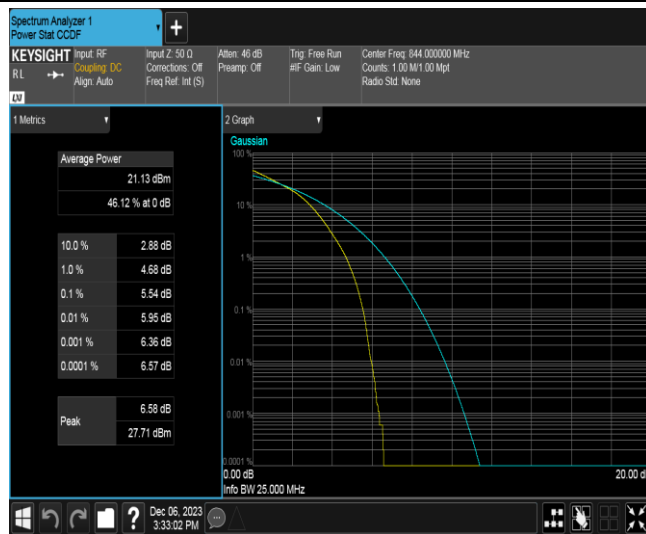 Spectrum Analyzer 1
Power Stat CCDF
KEYSIGHT
RL
LXI
Input: RF
Coupling: DC
Align: Auto
Input Z: 50 Ω
Corrections: Off
Freq Ref: Int (S)
Atten: 46 dB
Preamp: Off
Trig: Free Run
#IF Gain: Low
Center Freq: 844.000000 MHz
Counts: 1.00 M/1.00 Mpt
Radio Std: None
1 Metrics
Average Power
21.13 dBm
46.12 % at 0 dB
10.0 % 2.88 dB
1.0 % 4.68 dB
0.1 % 5.54 dB
0.01 % 5.95 dB
0.001 % 6.36 dB
0.0001 % 6.57 dB
Peak
6.58 dB
27.71 dBm
2 Graph
Gaussian
100 %
10 %
1 %
0.1 %
0.01 %
0.001 %
0.0001 %
0.00 dB 20.00 d
Info BW 25.000 MHz
?
Dec 06, 2023
3:33:02 PM